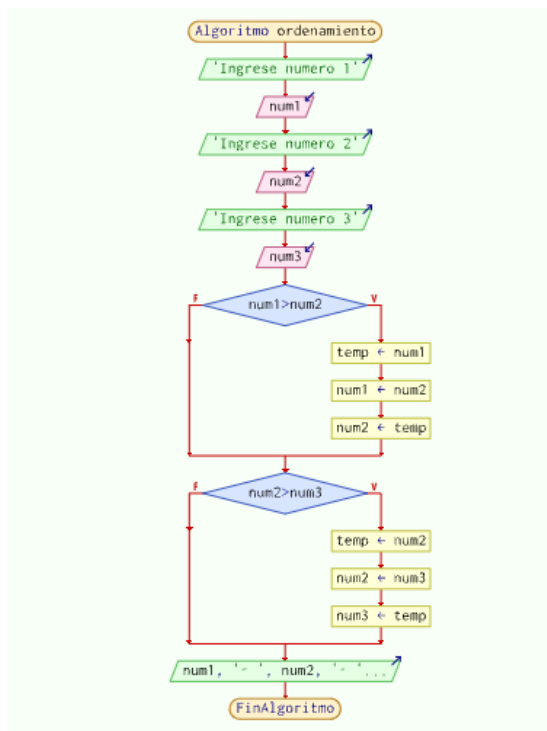 Algoritmo ordenamiento
'Ingrese numero 1'
num1
'Ingrese numero 2'
num2
'Ingrese numero 3'
num3
num1>num2
F
V
temp ← num1
num1 ← num2
num2 ← temp
num2>num3
F
V
temp ← num2
num2 ← num3
num3 ← temp
num1, '- ', num2, '- '...
FinAlgoritmo